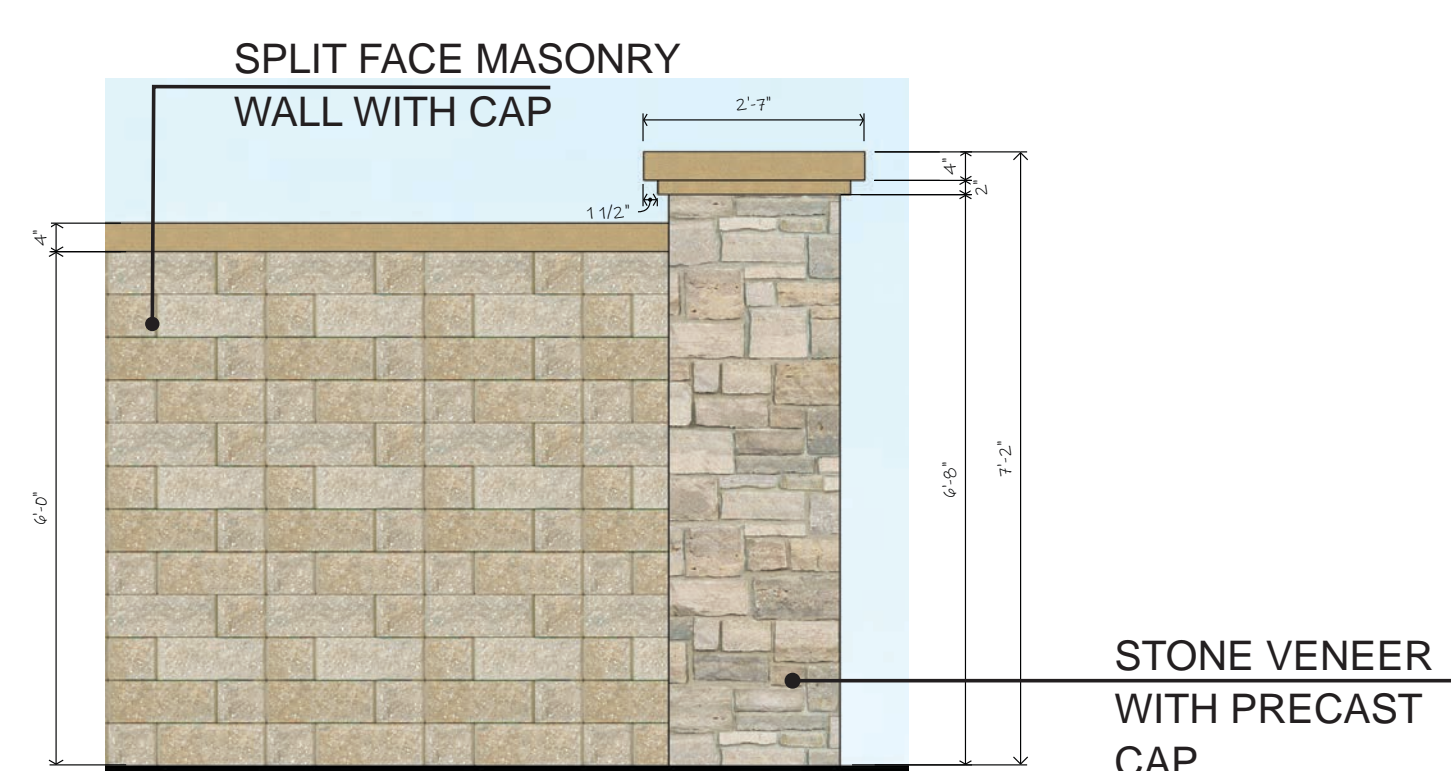 SPLIT FACE MASONRY
WALL WITH CAP
2'-7"
4"
2"
1 1/2"
4"
6'-0"
6'-8"
7'-2"
STONE VENEER
WITH PRECAST
CAP